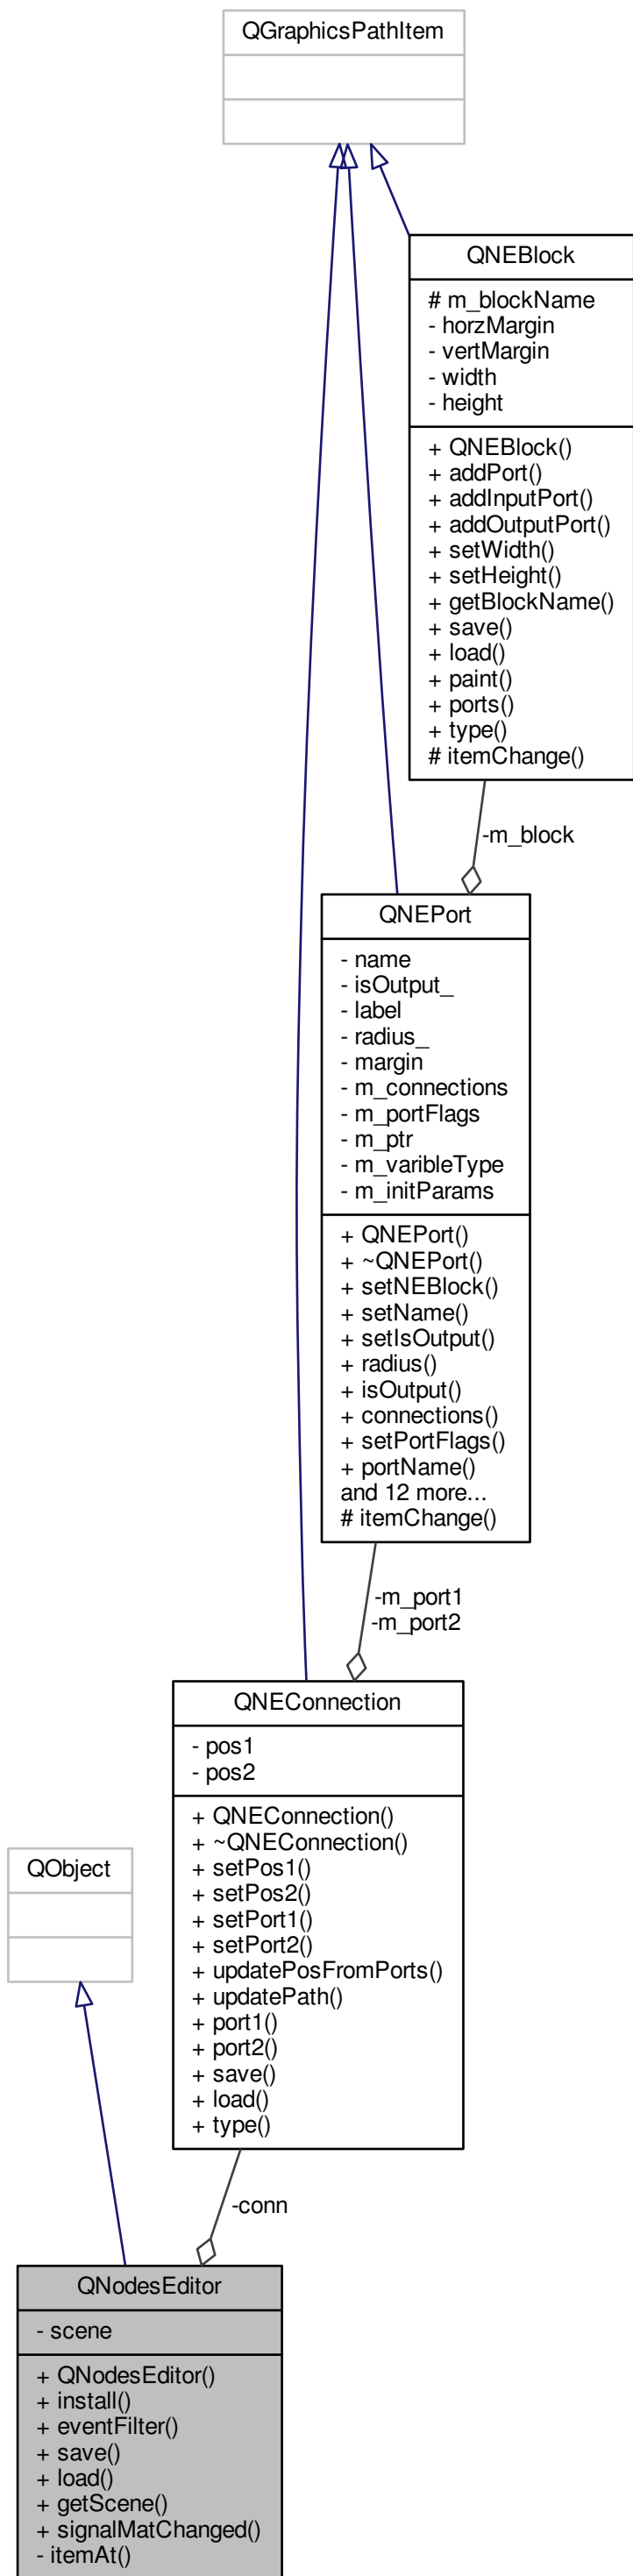 QGraphicsPathItem
QNEBlock
# m_blockName
- horzMargin
- vertMargin
- width
- height
+ QNEBlock()
+ addPort()
+ addInputPort()
+ addOutputPort()
+ setWidth()
+ setHeight()
+ getBlockName()
+ save()
+ load()
+ paint()
+ ports()
+ type()
# itemChange()
-m_block
QNEPort
- name
- isOutput_
- label
- radius_
- margin
- m_connections
- m_portFlags
- m_ptr
- m_varibleType
- m_initParams
+ QNEPort()
+ ~QNEPort()
+ setNEBlock()
+ setName()
+ setIsOutput()
+ radius()
+ isOutput()
+ connections()
+ setPortFlags()
+ portName()
and 12 more...
# itemChange()
-m_port1
-m_port2
QNEConnection
- pos1
- pos2
+ QNEConnection()
+ ~QNEConnection()
+ setPos1()
+ setPos2()
+ setPort1()
+ setPort2()
+ updatePosFromPorts()
+ updatePath()
+ port1()
+ port2()
+ save()
+ load()
+ type()
QObject
-conn
QNodesEditor
- scene
+ QNodesEditor()
+ install()
+ eventFilter()
+ save()
+ load()
+ getScene()
+ signalMatChanged()
- itemAt()